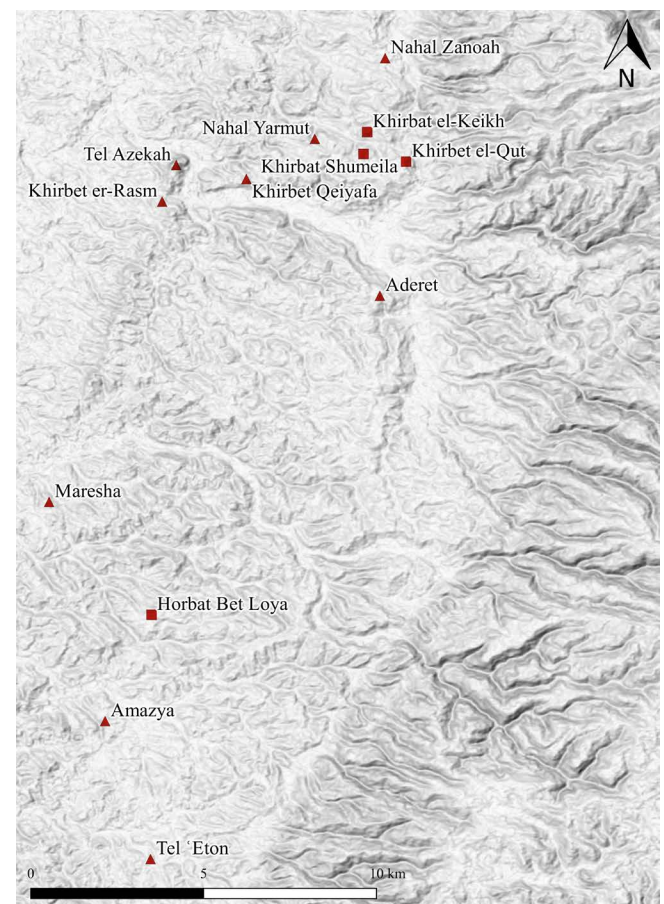 Nahal Zanoah
N
Khirbat el-Keikh
Nahal Yarmut
Khirbet el-Qut
Tel Azekah
Khirbat Shumeila
Khirbet er-Rasm
Khirbet Qeiyafa
Aderet
Maresha
Horbat Bet Loya
Amazya
Tel ʿEton
0
5
10 km